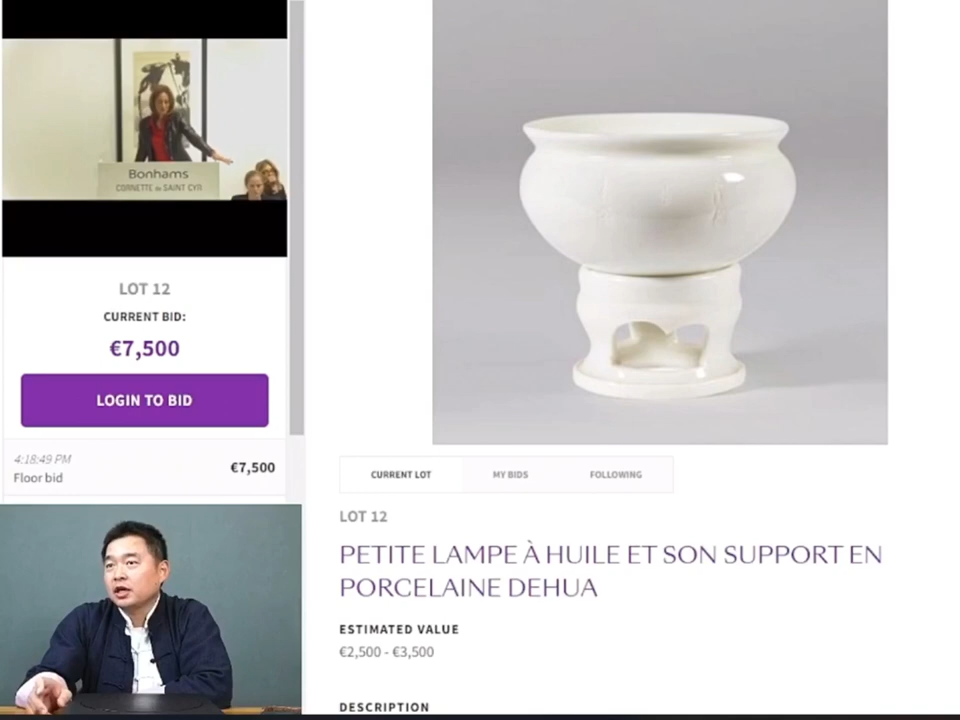 Bonhams
CORNETTE de SAINT CYR
LOT 12
CURRENT BID:
€7,500
LOGIN TO BID
4:18:49 PM
Floor bid
€7,500
CURRENT LOT
MY BIDS
FOLLOWING
LOT 12
PETITE LAMPE À HUILE ET SON SUPPORT EN
PORCELAINE DEHUA
ESTIMATED VALUE
€2,500 - €3,500
DESCRIPTION